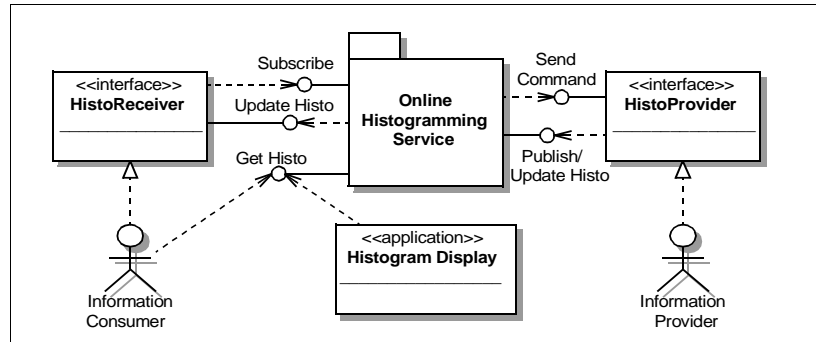 Subscribe
Send
Command
<<interface>>
HistoReceiver
Update Histo
Online
Histogramming
Service
<<interface>>
HistoProvider
Get Histo
Publish/
Update Histo
<<application>>
Histogram Display
Information
Consumer
Information
Provider